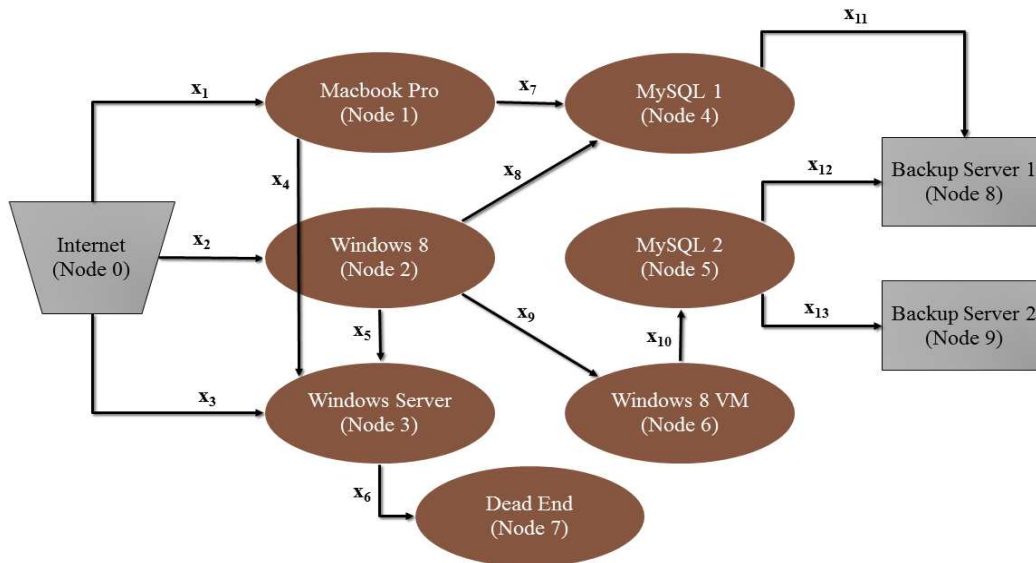 x₁₁
x₁
Macbook Pro
(Node 1)
x₇
MySQL 1
(Node 4)
x₄
x₈
x₁₂
Backup Server 1
(Node 8)
Internet
(Node 0)
x₂
Windows 8
(Node 2)
MySQL 2
(Node 5)
x₉
x₁₃
Backup Server 2
(Node 9)
x₅
x₁₀
x₃
Windows Server
(Node 3)
Windows 8 VM
(Node 6)
x₆
Dead End
(Node 7)